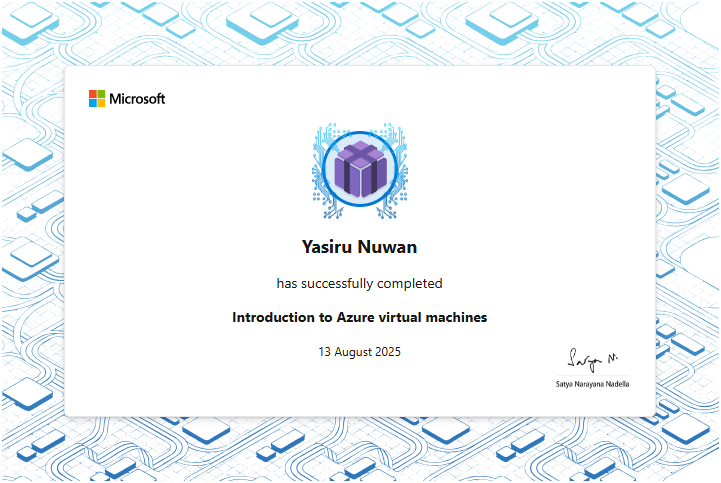 Microsoft
Yasiru Nuwan
has successfully completed
Introduction to Azure virtual machines
13 August 2025
Satya N.
Satya Narayana Nadella